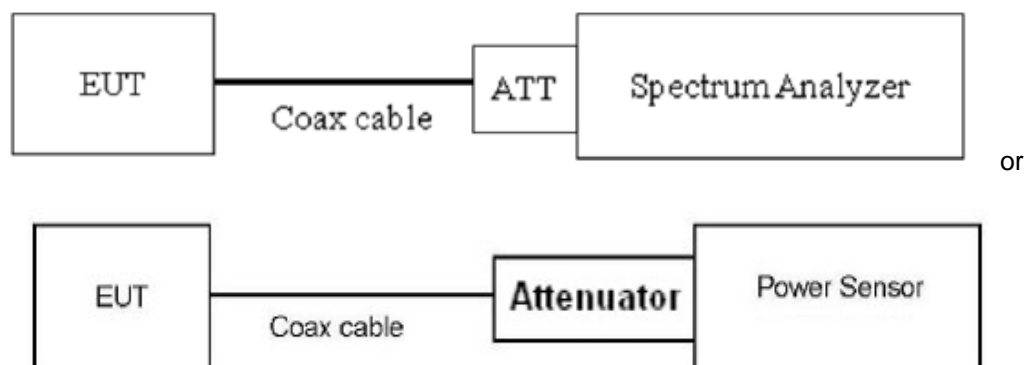 EUT
Coax cable
ATT
Spectrum Analyzer
or
EUT
Coax cable
Attenuator
Power Sensor